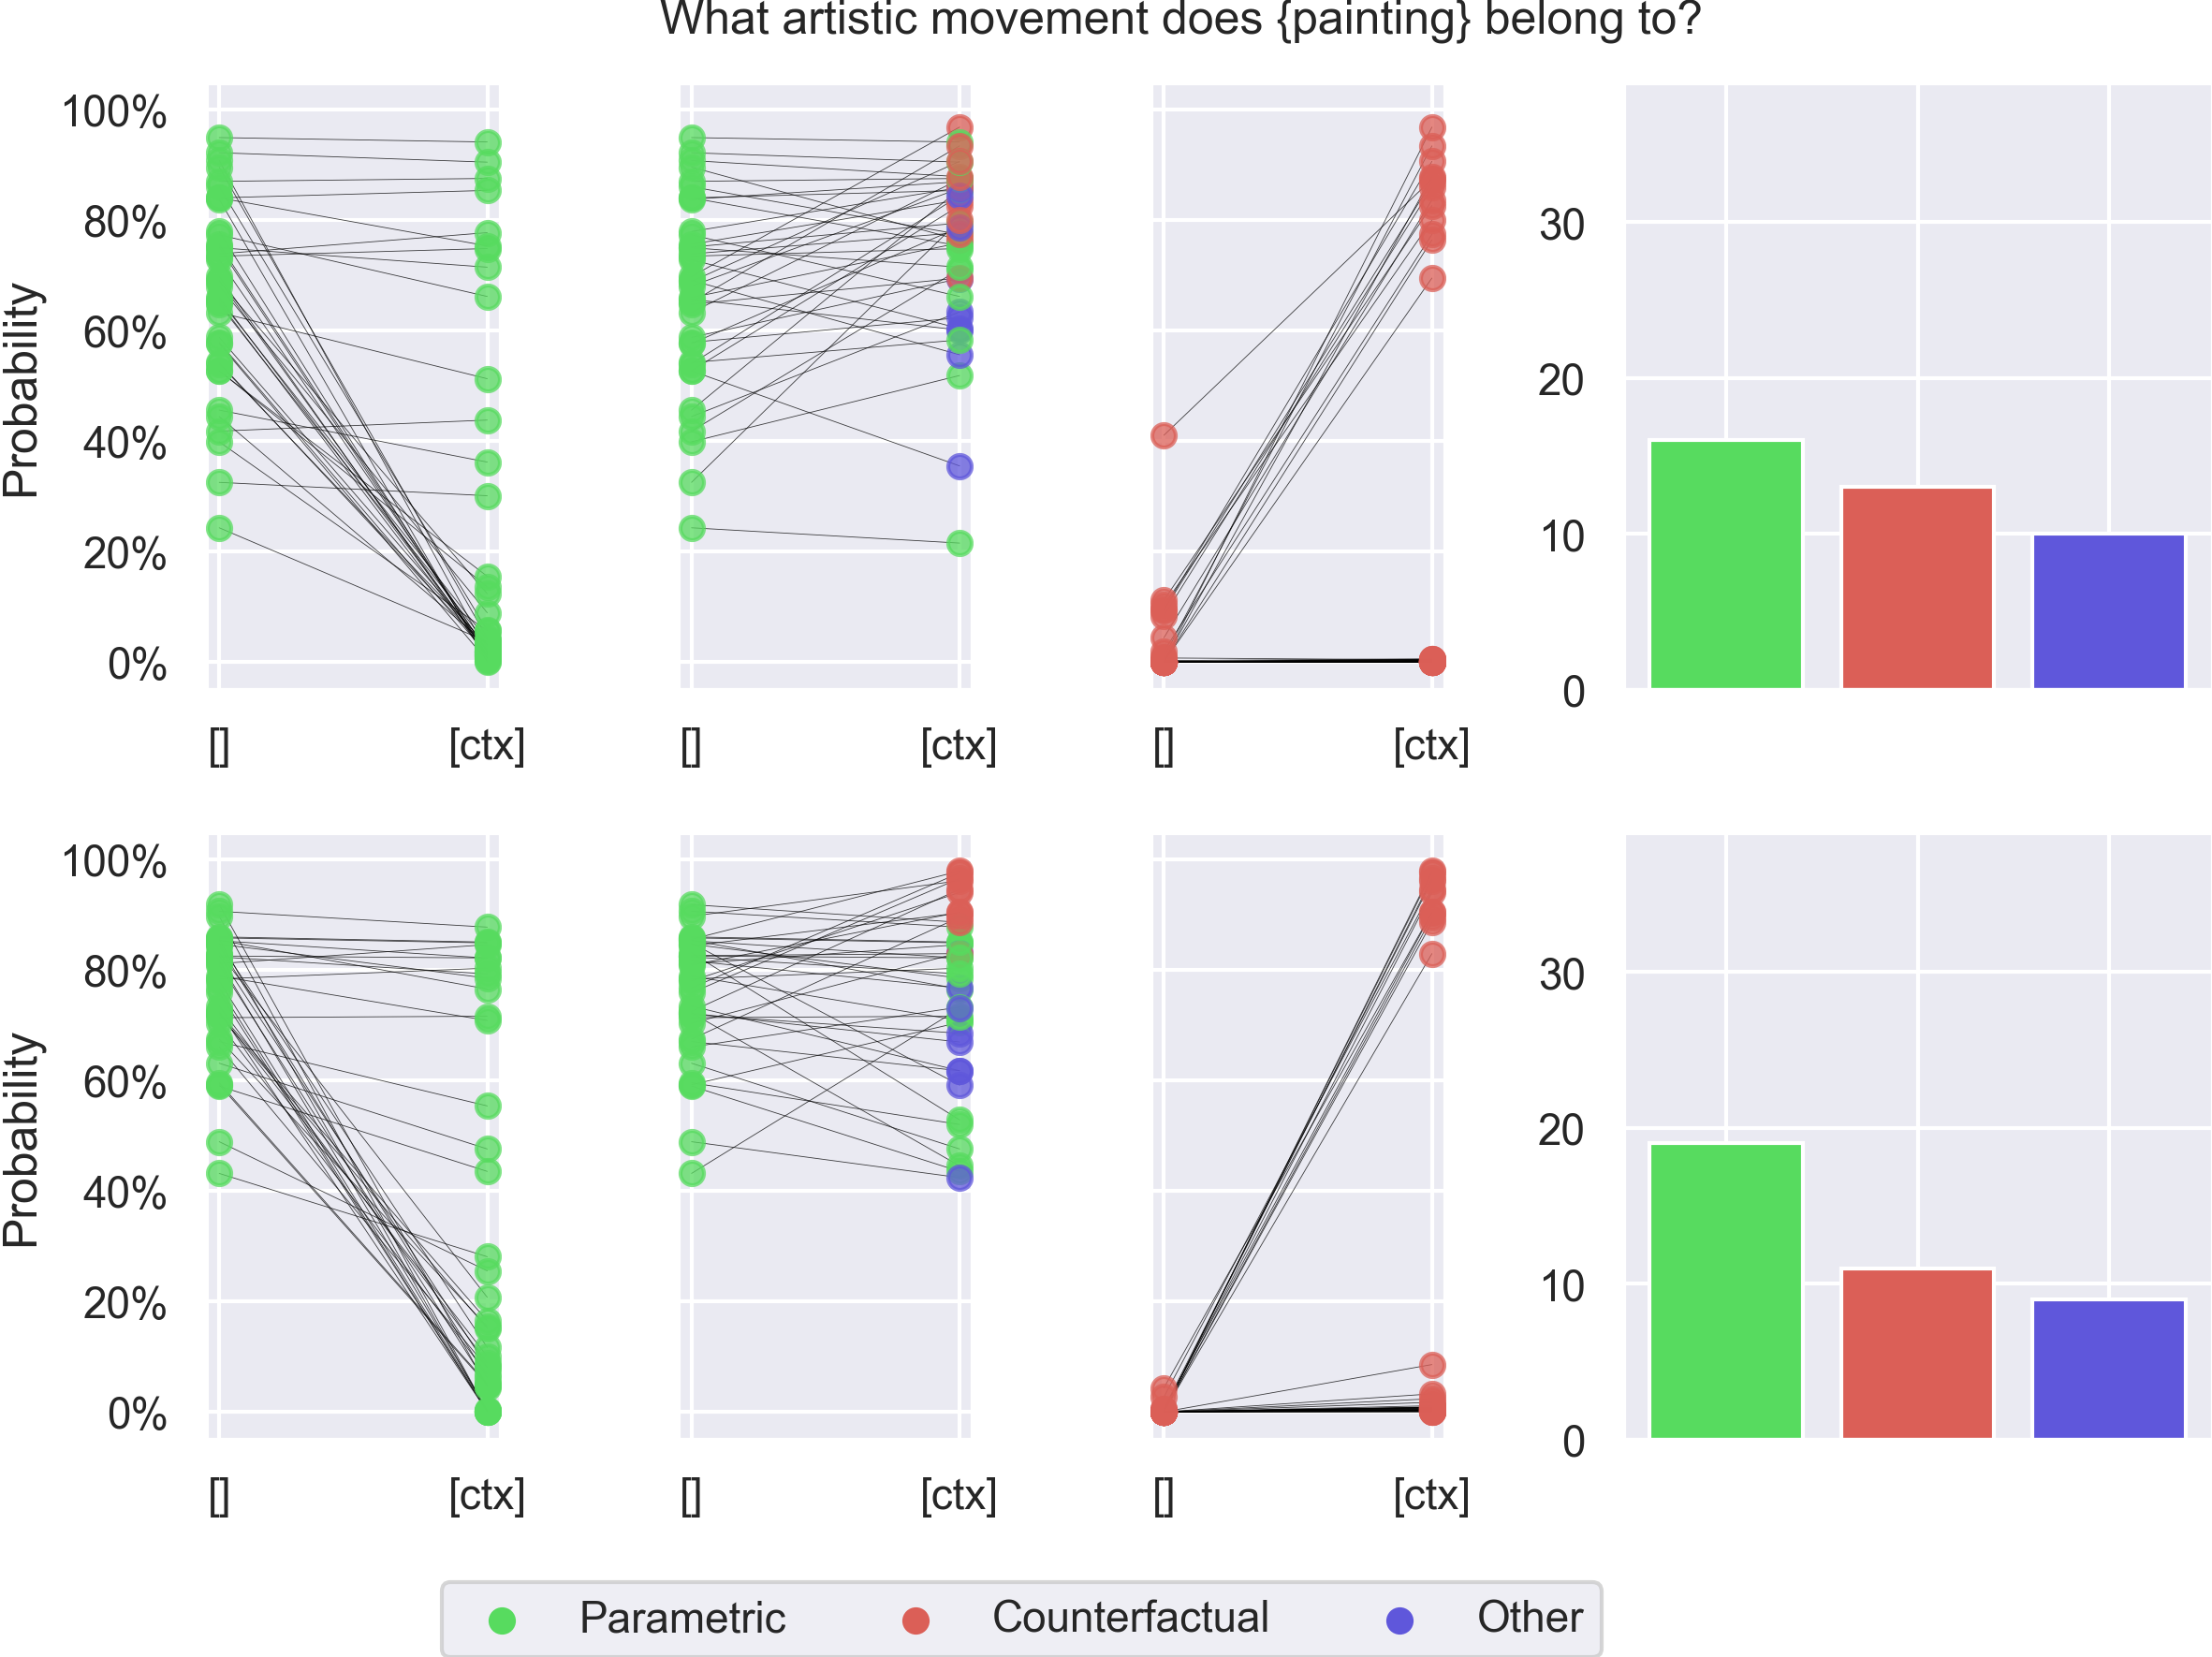 What artistic movement does {painting} belong to?
Probability
100%
80%
60%
40%
20%
0%
[]
[ctx]
[]
[ctx]
[]
[ctx]
30
20
10
0
Probability
100%
80%
60%
40%
20%
0%
[]
[ctx]
[]
[ctx]
[]
[ctx]
30
20
10
0
Parametric
Counterfactual
Other